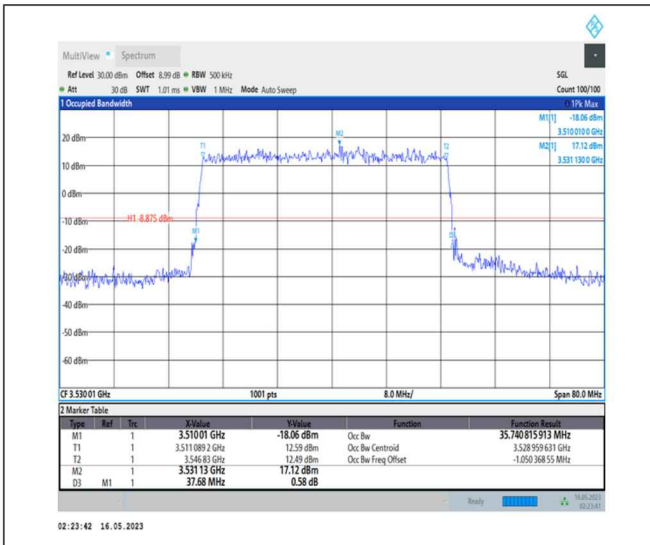 MultiView Spectrum
Ref Level 30.00 dBm Offset 8.99 dB RBW 500 kHz SGL
Att 30 dB SWT 1.01 ms VBW 1 MHz Mode Auto Sweep Count 100/100
1 Occupied Bandwidth 1Pk Max
M1[1] -18.06 dBm
3.510 010 0 GHz
M2[1] 17.12 dBm
3.531 130 0 GHz
M2
20 dBm
T1 T2
10 dBm
0 dBm
H1 -8.875 dBm
-10 dBm
M1
-20 dBm
-30 dBm
-40 dBm
-50 dBm
-60 dBm
CF 3.530 01 GHz 1001 pts 8.0 MHz/ Span 80.0 MHz
2 Marker Table
Type Ref Trc X-Value Y-Value Function Function Result
M1 1 3.51001 GHz -18.06 dBm Occ Bw 35.740 815 913 MHz
T1 1 3.511 089 2 GHz 12.59 dBm Occ Bw Centroid 3.528 959 631 GHz
T2 1 3.546 83 GHz 12.49 dBm Occ Bw Freq Offset -1.050 368 55 MHz
M2 1 3.53113 GHz 17.12 dBm
D3 M1 1 37.68 MHz 0.58 dB
Ready 16.05.2023
02:23:41
02:23:42 16.05.2023